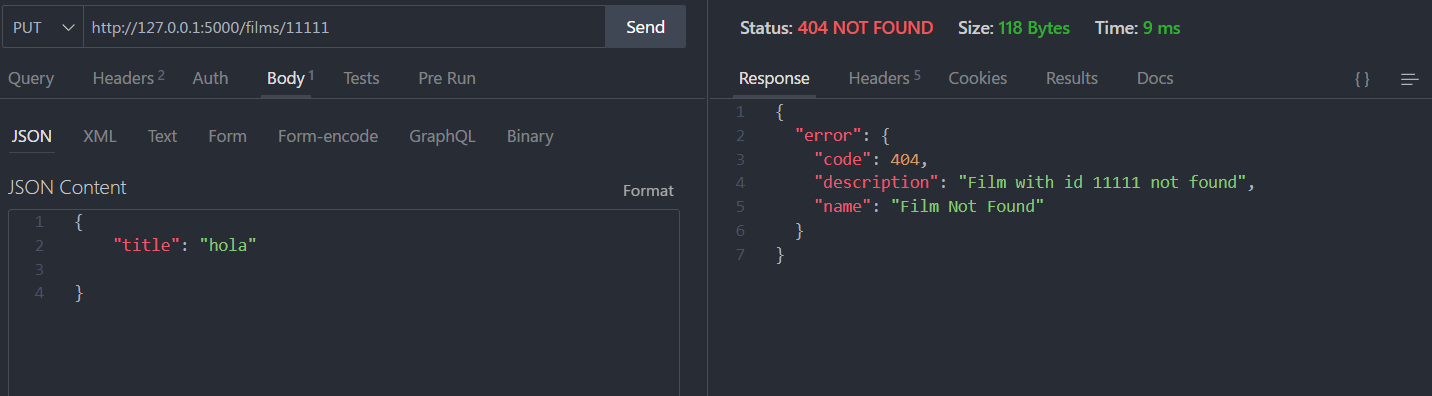 PUT http://127.0.0.1:5000/films/11111 Send
Query Headers 2 Auth Body 1 Tests Pre Run
JSON XML Text Form Form-encode GraphQL Binary
JSON Content Format
1 {
2 "title": "hola"
3
4 }
Status: 404 NOT FOUND Size: 118 Bytes Time: 9 ms
Response Headers 5 Cookies Results Docs { }
1 {
2 "error": {
3 "code": 404,
4 "description": "Film with id 11111 not found",
5 "name": "Film Not Found"
6 }
7 }